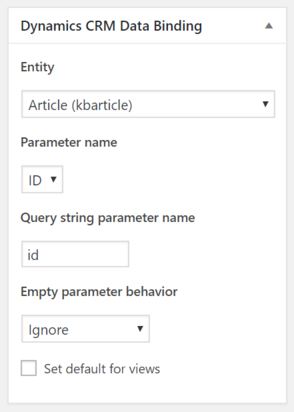 Dynamics CRM Data Binding
Entity
Article (kbarticle)
Parameter name
ID
Query string parameter name
id
Empty parameter behavior
Ignore
Set default for views